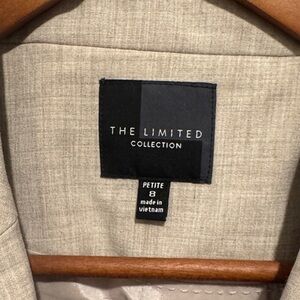 THE LIMITED
COLLECTION
PETITE
8
made in
vietnam